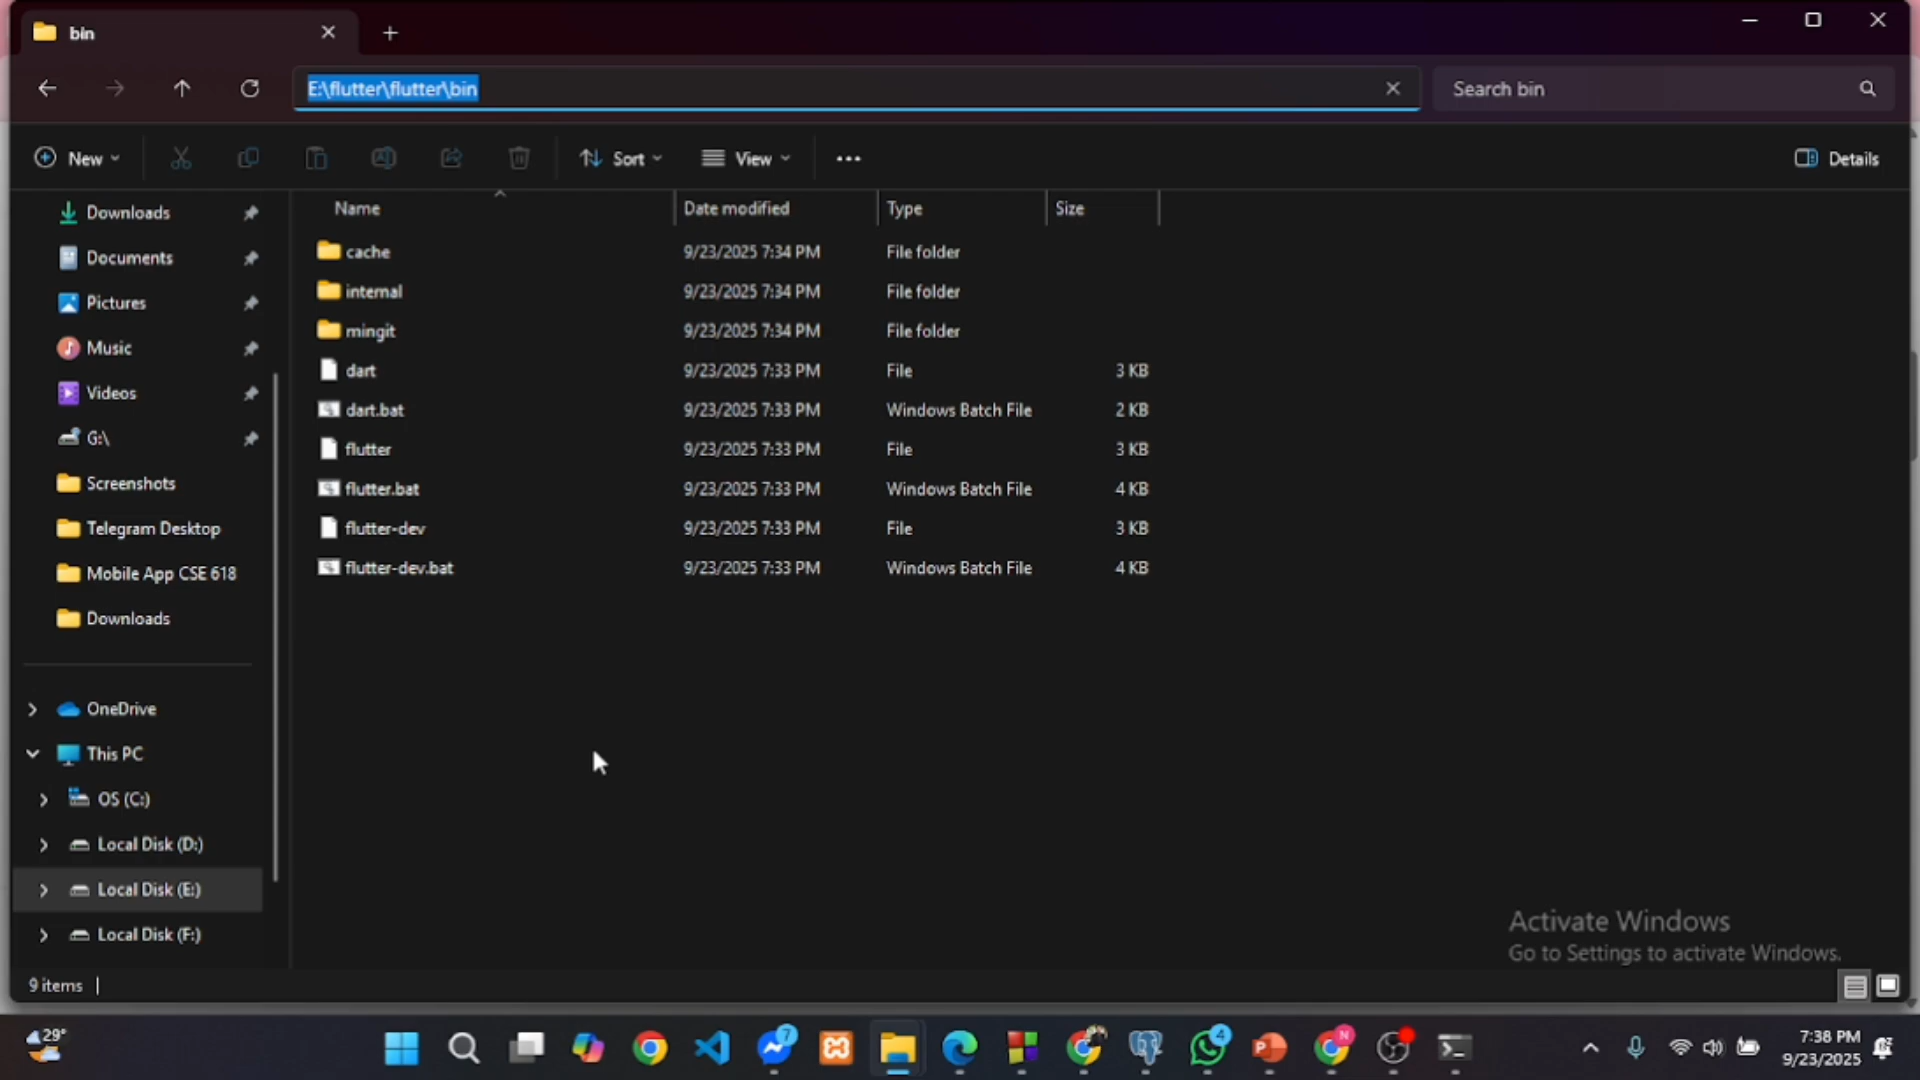 bin
E:\flutter\flutter\bin
Search bin
New
Sort
View
Details
Name
Date modified
Type
Size
Downloads
Documents
Pictures
Music
Videos
G:\
Screenshots
Telegram Desktop
Mobile App CSE 618
Downloads
OneDrive
This PC
OS (C:)
Local Disk (D:)
Local Disk (E:)
Local Disk (F:)
cache 9/23/2025 7:34 PM File folder
internal 9/23/2025 7:34 PM File folder
mingit 9/23/2025 7:34 PM File folder
dart 9/23/2025 7:33 PM File 3 KB
dart.bat 9/23/2025 7:33 PM Windows Batch File 2 KB
flutter 9/23/2025 7:33 PM File 3 KB
flutter.bat 9/23/2025 7:33 PM Windows Batch File 4 KB
flutter-dev 9/23/2025 7:33 PM File 3 KB
flutter-dev.bat 9/23/2025 7:33 PM Windows Batch File 4 KB
Activate Windows
Go to Settings to activate Windows.
9 items
29°
7
4
N
7:38 PM
9/23/2025